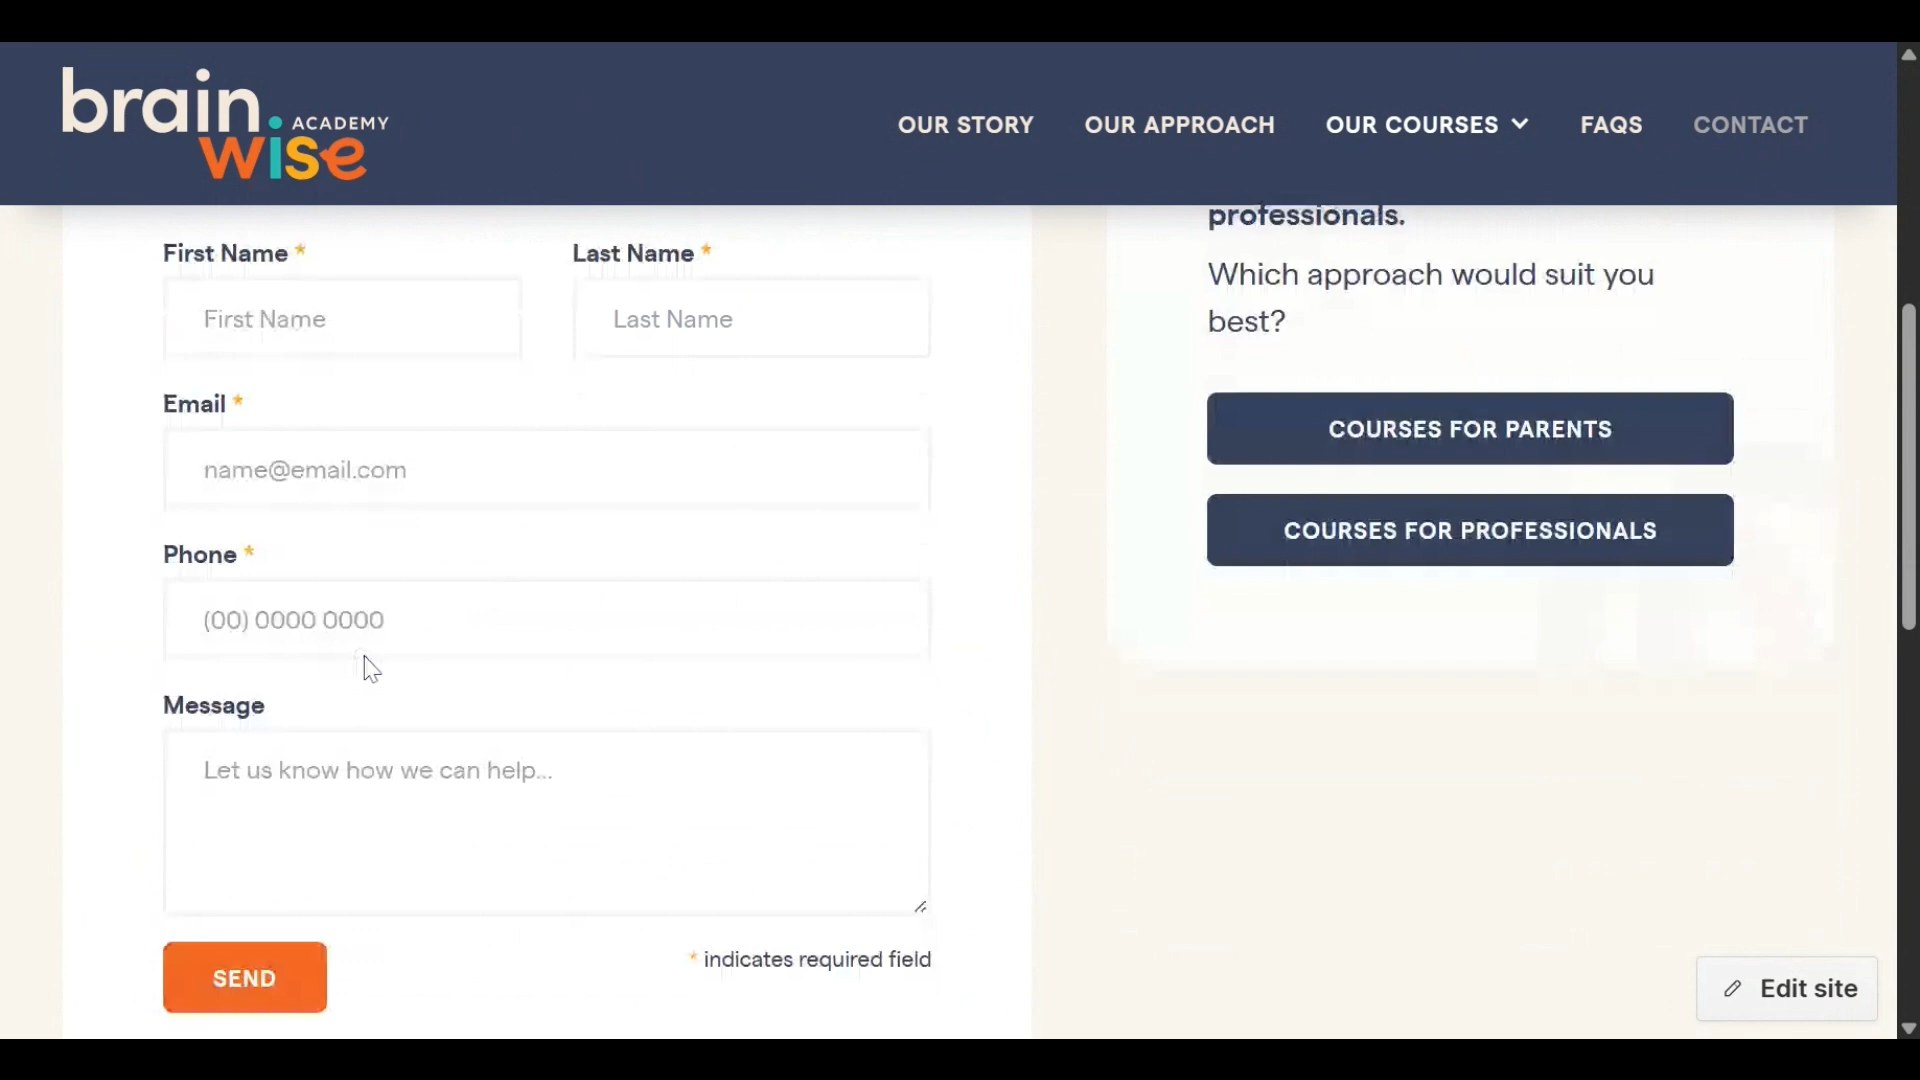 brain
ACADEMY
wise
OUR STORY
OUR APPROACH
OUR COURSES
FAQS
CONTACT
First Name *
Last Name *
First Name
Last Name
Email *
name@email.com
Phone *
(00) 0000 0000
Message
Let us know how we can help...
SEND
* indicates required field
professionals.
Which approach would suit you
best?
COURSES FOR PARENTS
COURSES FOR PROFESSIONALS
Edit site